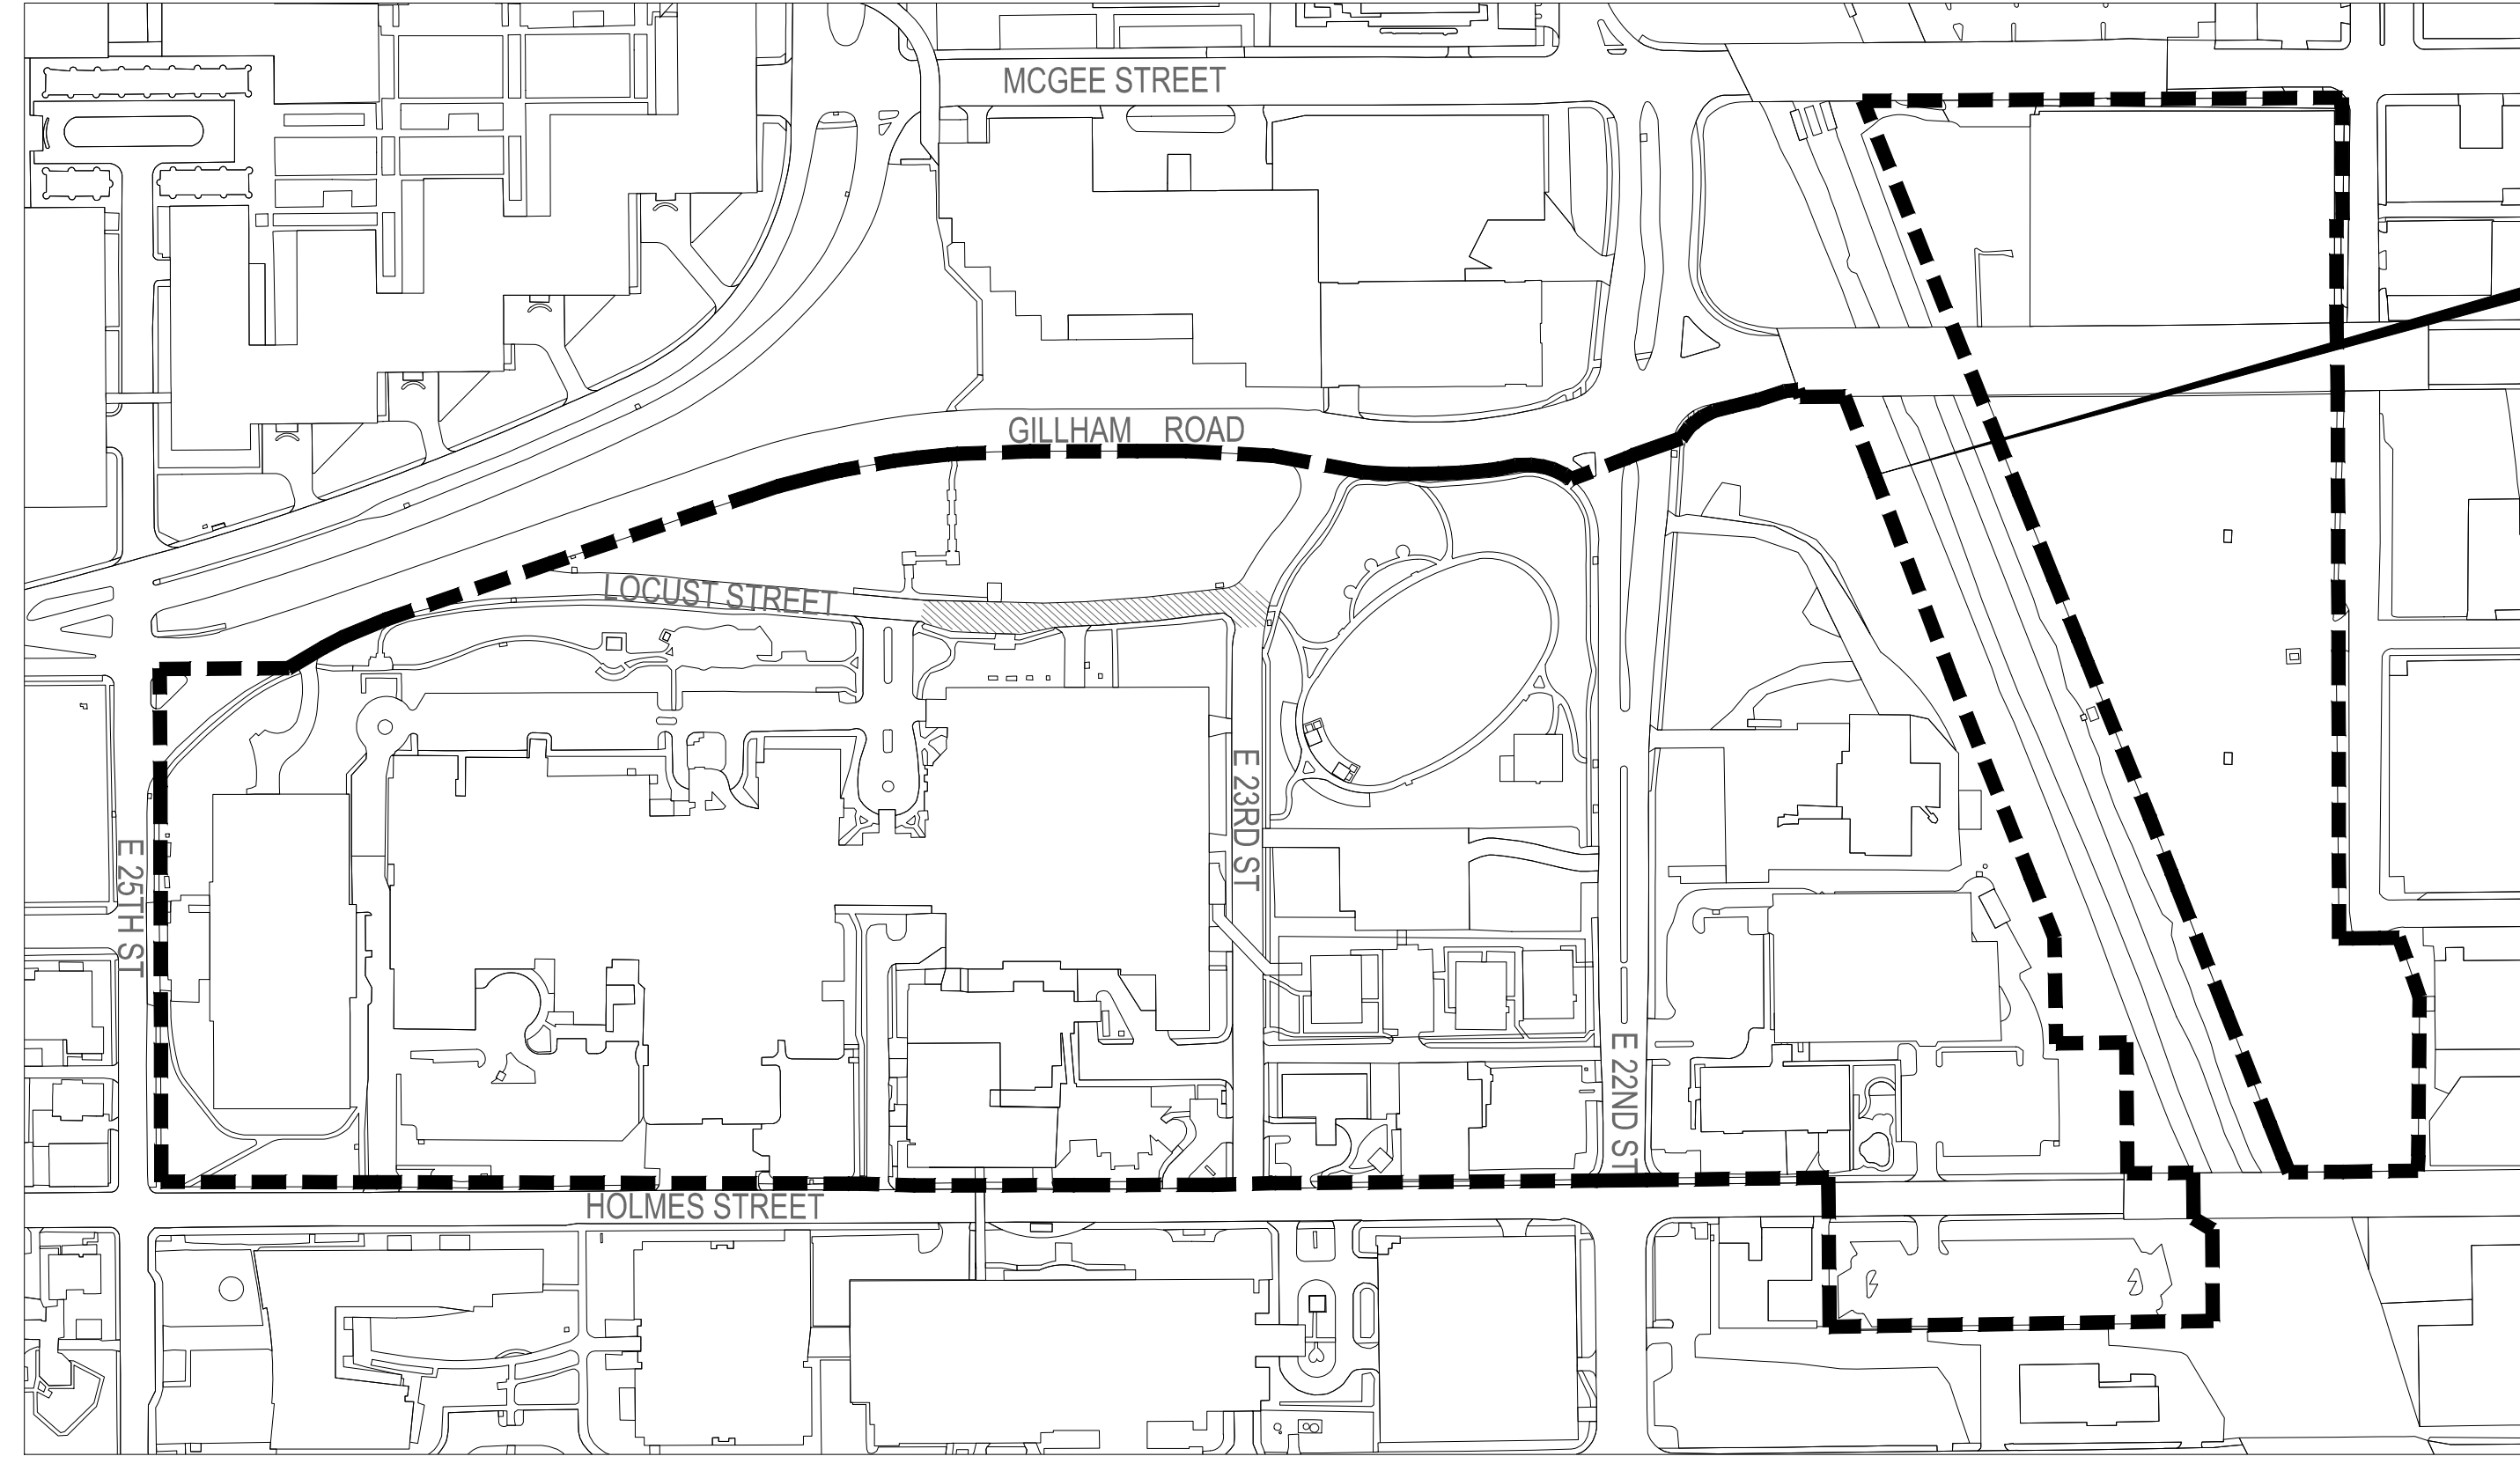 MCGEE STREET
GILLHAM ROAD
LOCUST STREET
E 23RD ST
E 25TH ST
E 22ND ST
HOLMES STREET